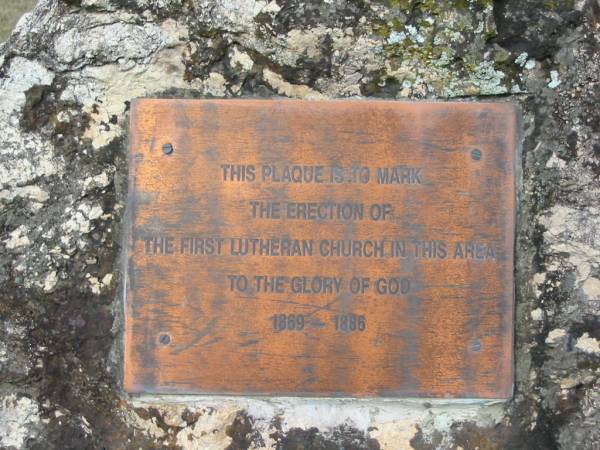 THIS PLAQUE IS TO MARK
THE ERECTION OF
THE FIRST LUTHERAN CHURCH IN THIS AREA
TO THE GLORY OF GOD
1869 - 1886